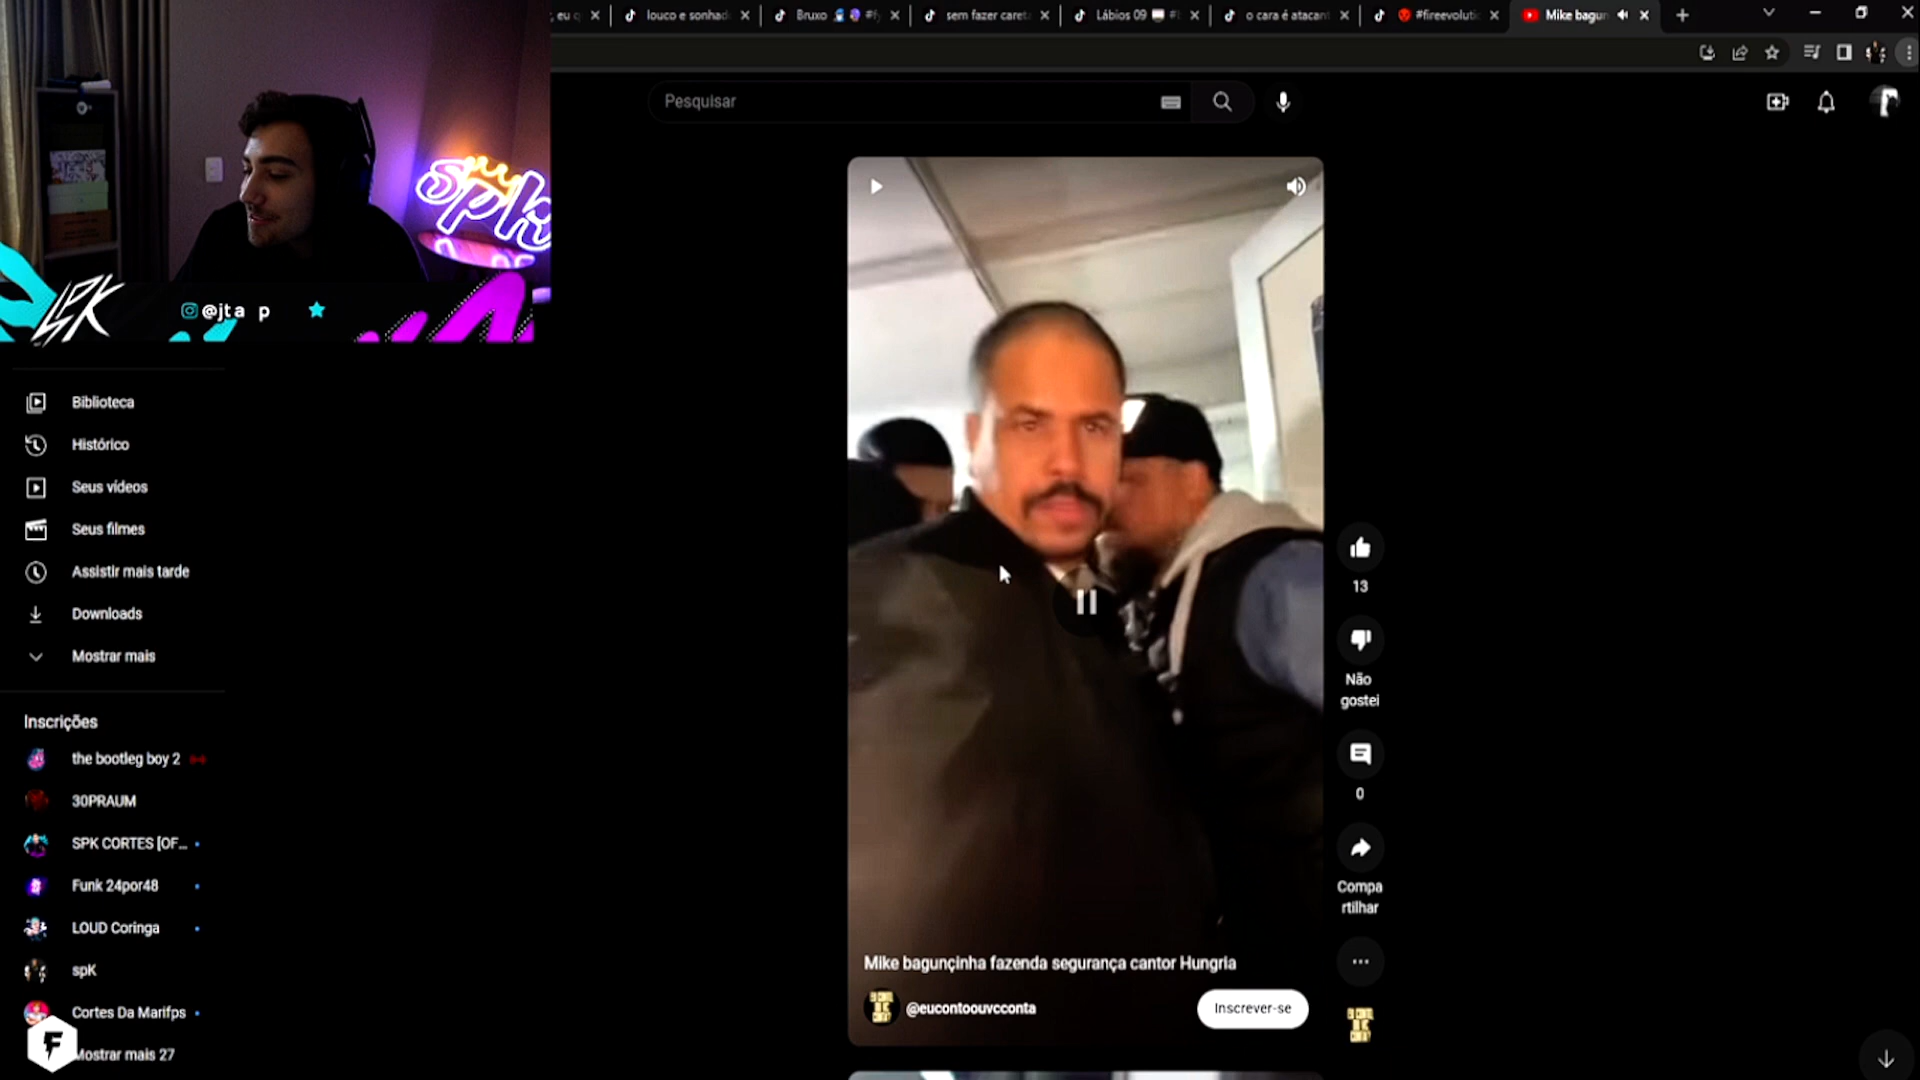 , eu q
louco e sonhad
Bruxo
#f
sem fazer caret
Lábios 09
#l
o cara é atacan
#fireevoluti
Mike bagun
Pesquisar
spk
SPK
@jta p
Biblioteca
Histórico
Seus vídeos
Seus filmes
Assistir mais tarde
Downloads
Mostrar mais
Inscrições
the bootleg boy 2
30PRAUM
SPK CORTES [OF...
Funk 24por48
LOUD Coringa
spK
Cortes Da Marifps
Mostrar mais 27
13
Não
gostei
0
Compa
rtilhar
Mike bagunçinha fazenda segurança cantor Hungria
@eucontoouvcconta
Inscrever-se